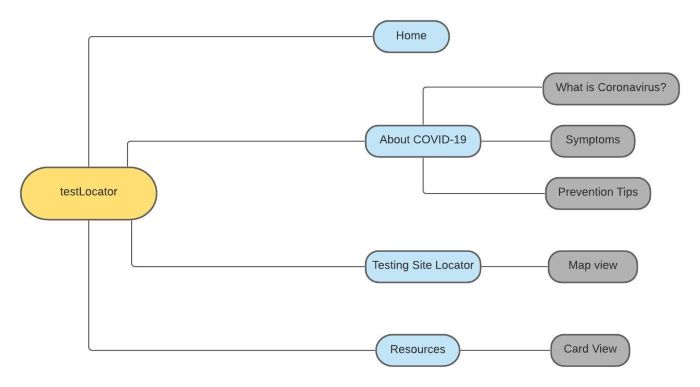 Home
What is Coronavirus?
About COVID-19
Symptoms
testLocator
Prevention Tips
Testing Site Locator
Map view
Resources
Card View